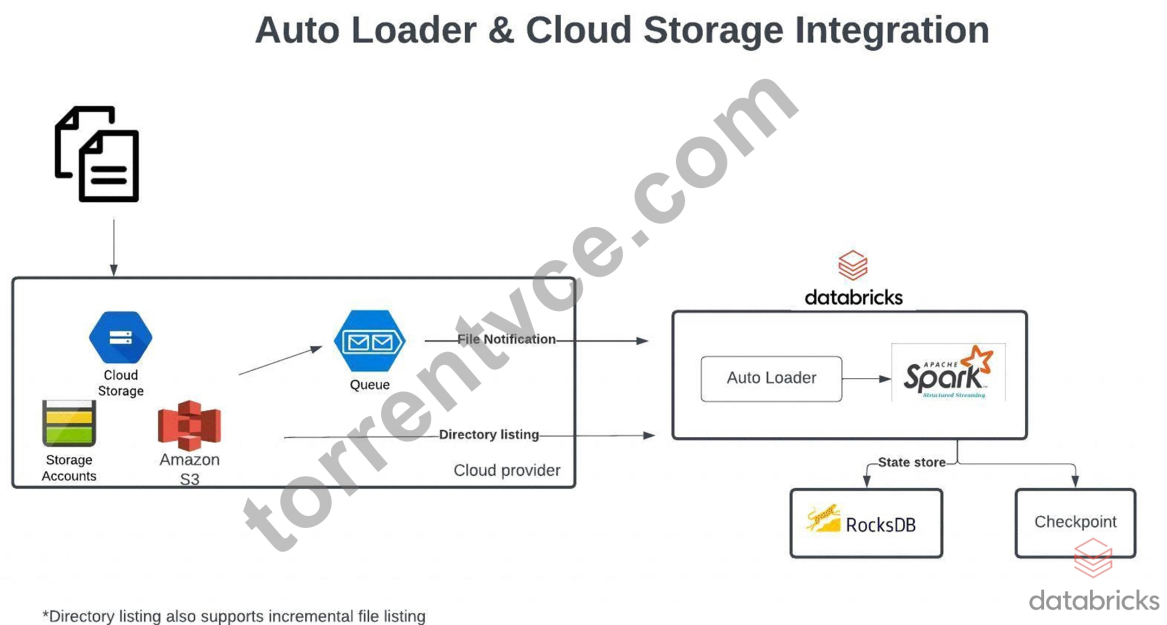 Auto Loader & Cloud Storage Integration
torrentvce.com
databricks
Cloud
Storage
Queue
File Notification
Auto Loader
APACHE
Spark
Structured Streaming
Directory listing
Storage
Accounts
Amazon
S3
Cloud provider
State store
RocksDB
Checkpoint
databricks
*Directory listing also supports incremental file listing